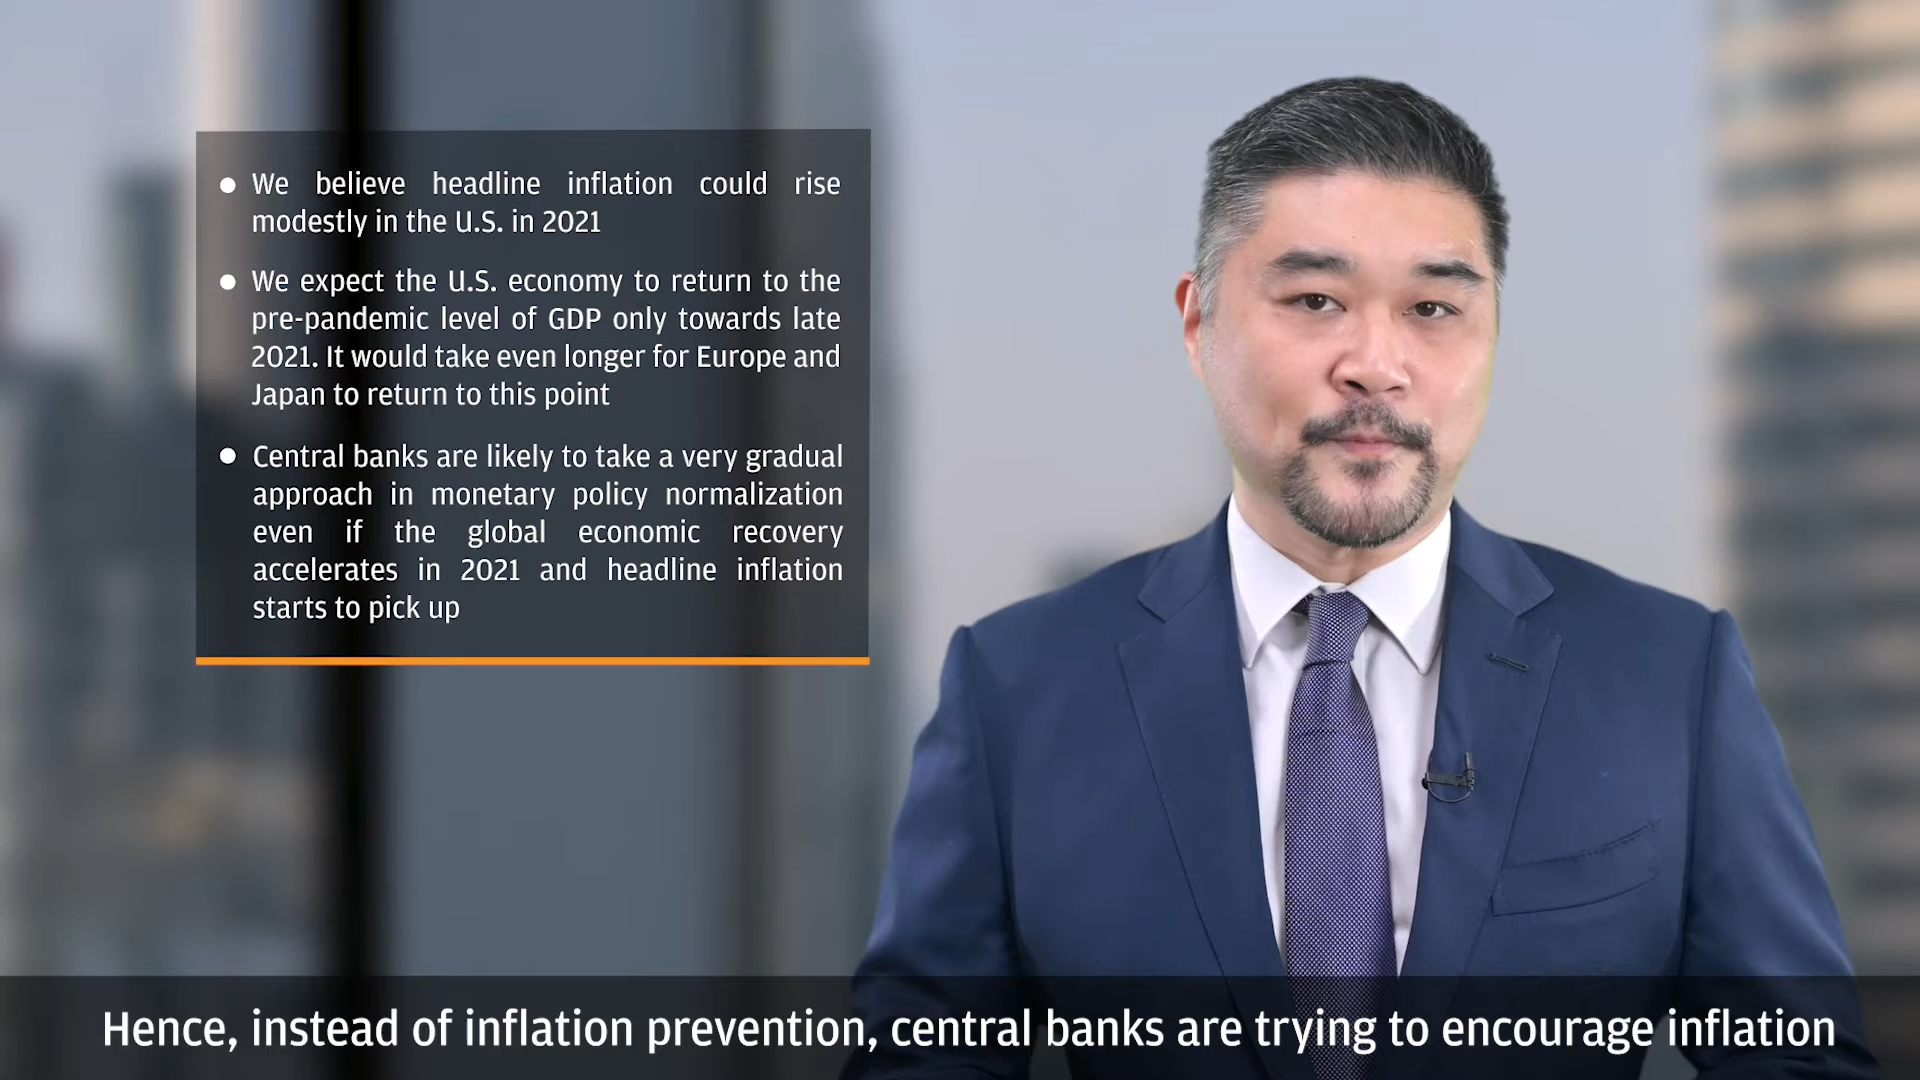 ● We believe headline inflation could rise
modestly in the U.S. in 2021
● We expect the U.S. economy to return to the
pre-pandemic level of GDP only towards late
2021. It would take even longer for Europe and
Japan to return to this point
● Central banks are likely to take a very gradual
approach in monetary policy normalization
even if the global economic recovery
accelerates in 2021 and headline inflation
starts to pick up
Hence, instead of inflation prevention, central banks are trying to encourage inflation